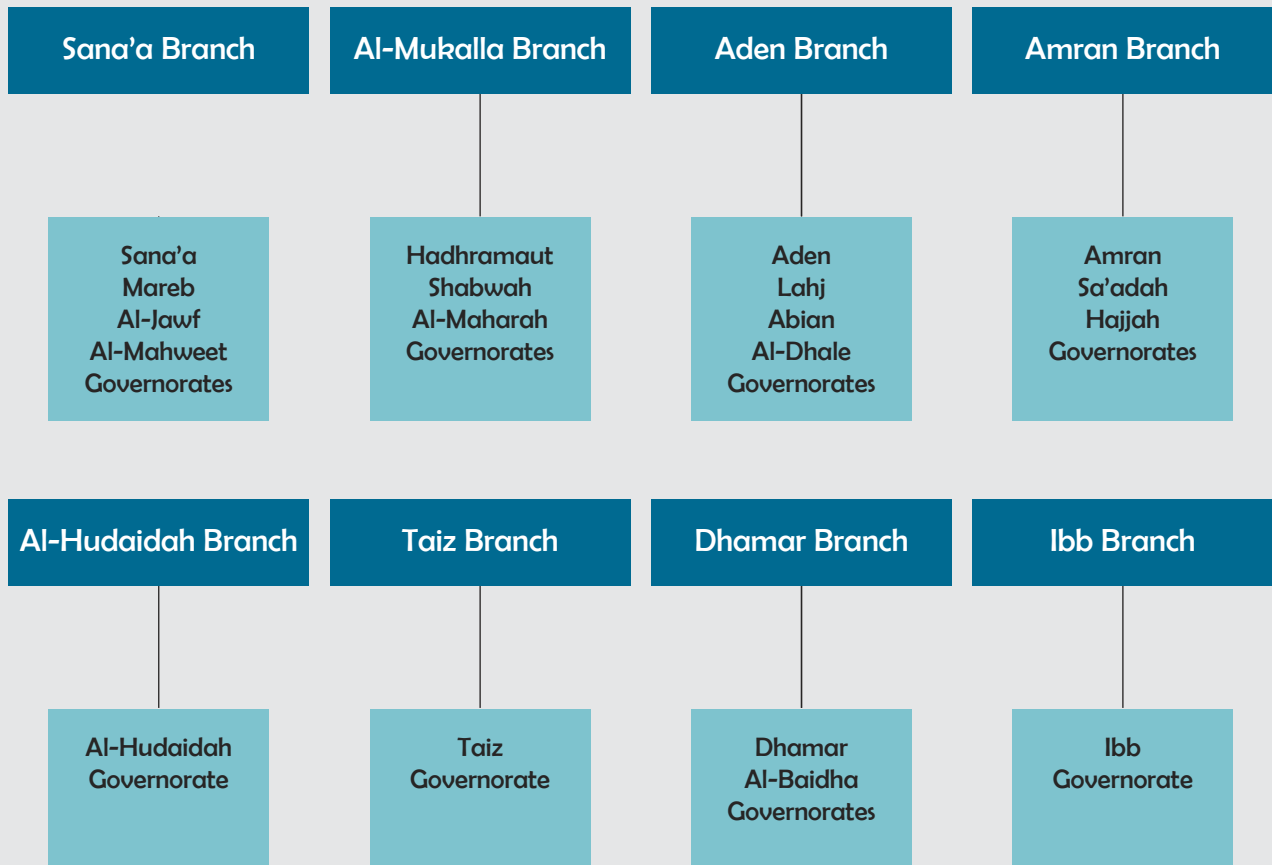 Sana’a Branch
Al-Mukalla Branch
Aden Branch
Amran Branch
Sana’a
Mareb
Al-Jawf
Al-Mahweet
Governorates
Hadhramaut
Shabwah
Al-Maharah
Governorates
Aden
Lahj
Abian
Al-Dhale
Governorates
Amran
Sa’adah
Hajjah
Governorates
Al-Hudaidah Branch
Taiz Branch
Dhamar Branch
Ibb Branch
Al-Hudaidah
Governorate
Taiz
Governorate
Dhamar
Al-Baidha
Governorates
Ibb
Governorate